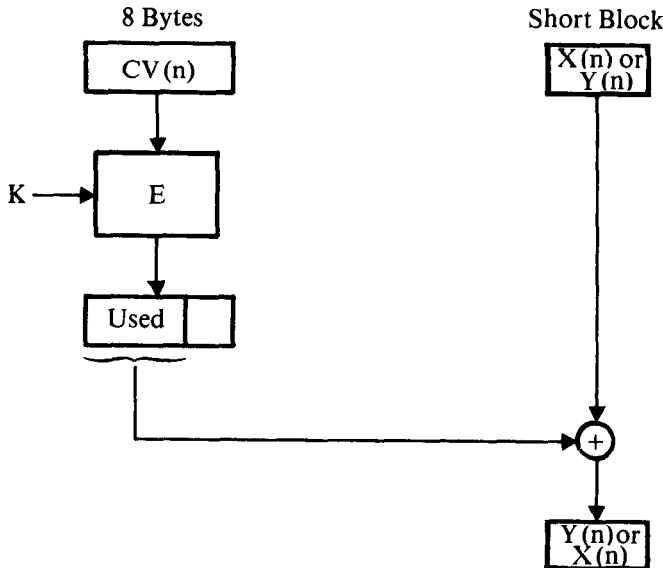 8 Bytes
Short Block
CV(n)
X(n) or
Y(n)
K
E
Used
+
Y(n)or
X(n)